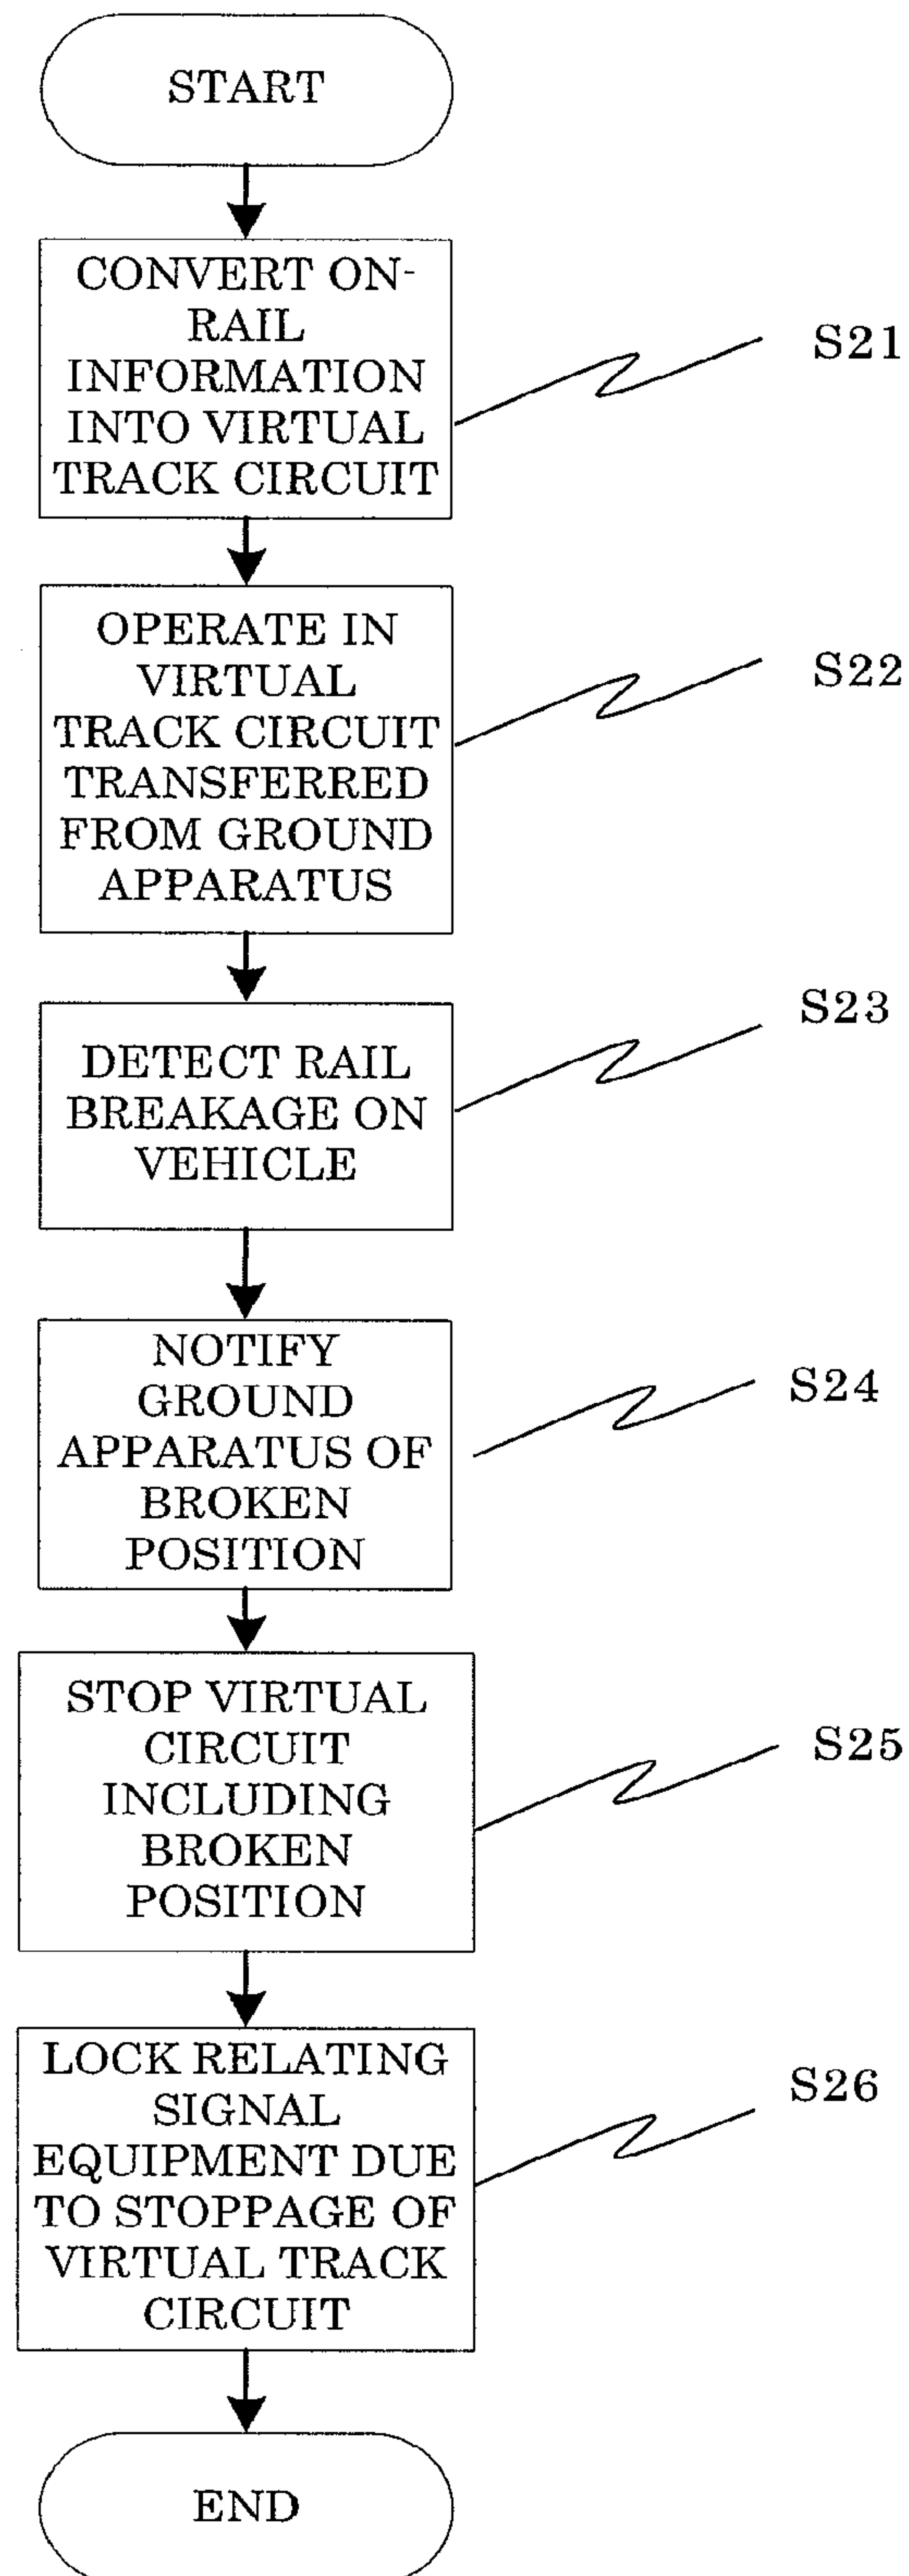 START
CONVERT ON-
RAIL
INFORMATION
INTO VIRTUAL
TRACK CIRCUIT
S21
OPERATE IN
VIRTUAL
TRACK CIRCUIT
TRANSFERRED
FROM GROUND
APPARATUS
S22
DETECT RAIL
BREAKAGE ON
VEHICLE
S23
NOTIFY
GROUND
APPARATUS OF
BROKEN
POSITION
S24
STOP VIRTUAL
CIRCUIT
INCLUDING
BROKEN
POSITION
S25
LOCK RELATING
SIGNAL
EQUIPMENT DUE
TO STOPPAGE OF
VIRTUAL TRACK
CIRCUIT
S26
END